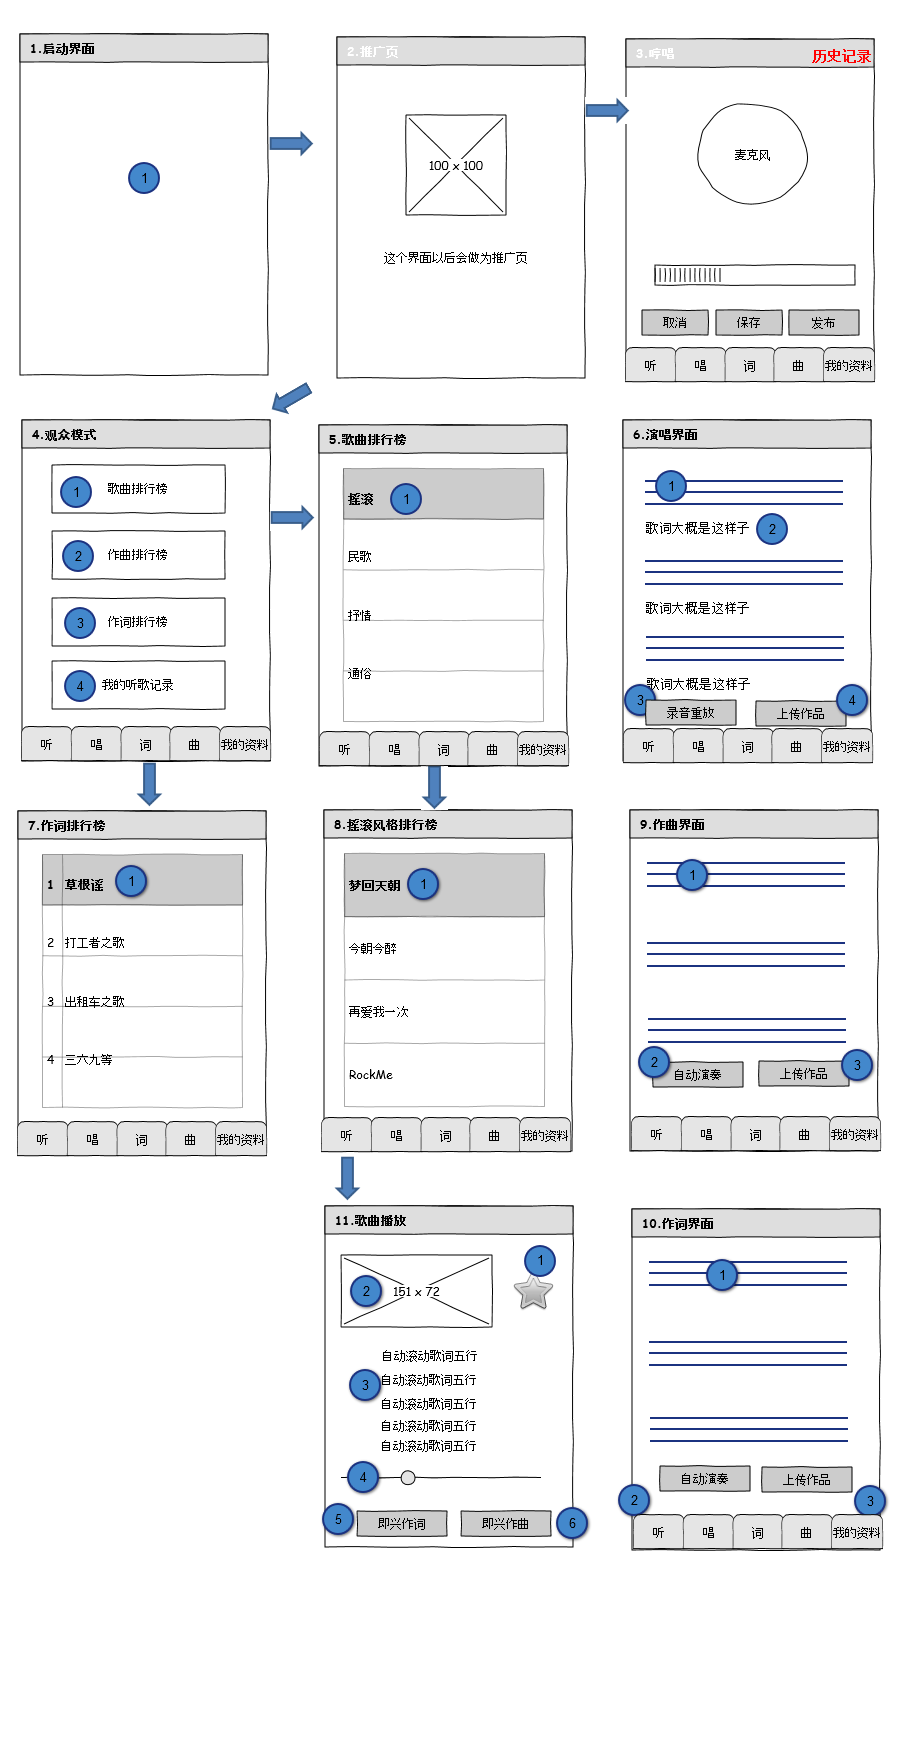 1.启动界面
1
2.推广页
100 x 100
这个界面以后会做为推广页
3.哼唱
历史记录
麦克风
取消 保存 发布
听 唱 词 曲 我的资料
4.观众模式
1 歌曲排行榜
2 作曲排行榜
3 作词排行榜
4 我的听歌记录
听 唱 词 曲 我的资料
5.歌曲排行榜
摇滚 1
民歌
抒情
通俗
听 唱 词 曲 我的资料
6.演唱界面
1
歌词大概是这样子 2
歌词大概是这样子
歌词大概是这样子
3 录音重放 上传作品 4
听 唱 词 曲 我的资料
7.作词排行榜
1 草根谣 1
2 打工者之歌
3 出租车之歌
4 三六九等
听 唱 词 曲 我的资料
8.摇滚风格排行榜
梦回天朝 1
今朝今醉
再爱我一次
RockMe
听 唱 词 曲 我的资料
9.作曲界面
1
2 自动演奏 上传作品 3
听 唱 词 曲 我的资料
11.歌曲播放
1
2 151 x 72
自动滚动歌词五行
3 自动滚动歌词五行
自动滚动歌词五行
自动滚动歌词五行
自动滚动歌词五行
4
5 即兴作词 即兴作曲 6
10.作词界面
1
自动演奏 上传作品
2 3
听 唱 词 曲 我的资料